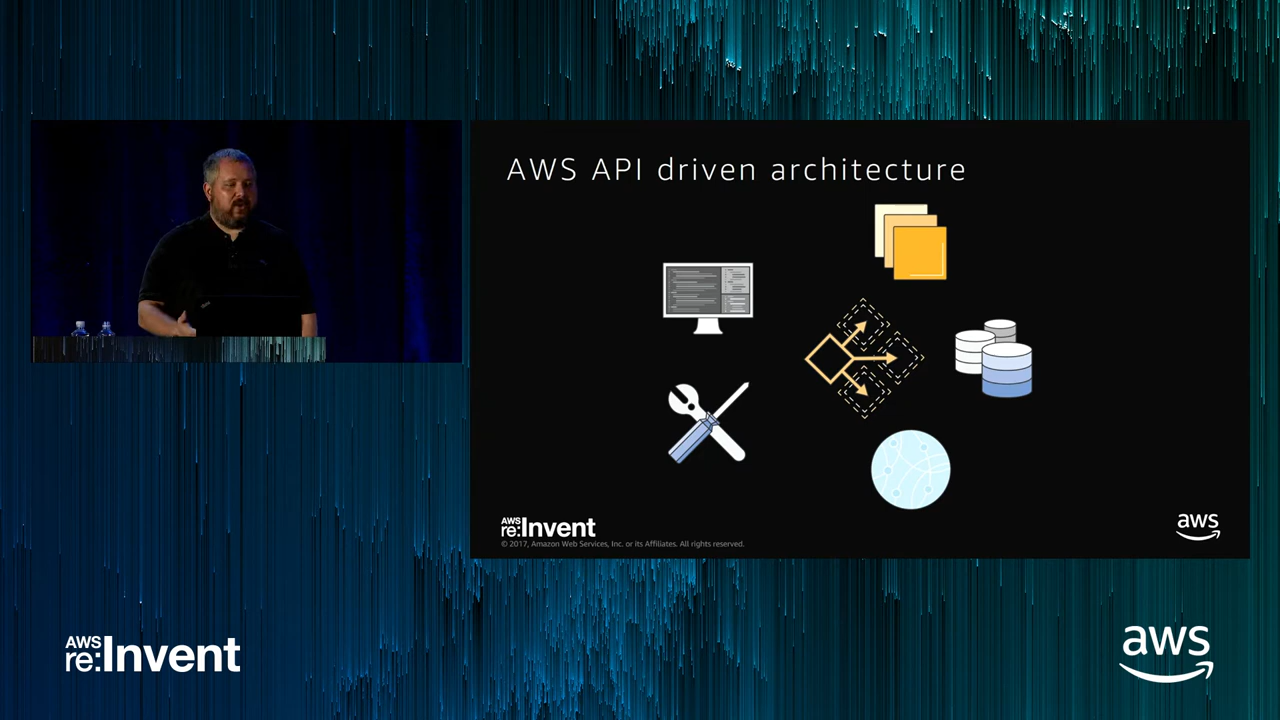 AWS API driven architecture
AWS
re:Invent
© 2017, Amazon Web Services, Inc. or its Affiliates. All rights reserved.
aws
AWS
re:Invent
aws